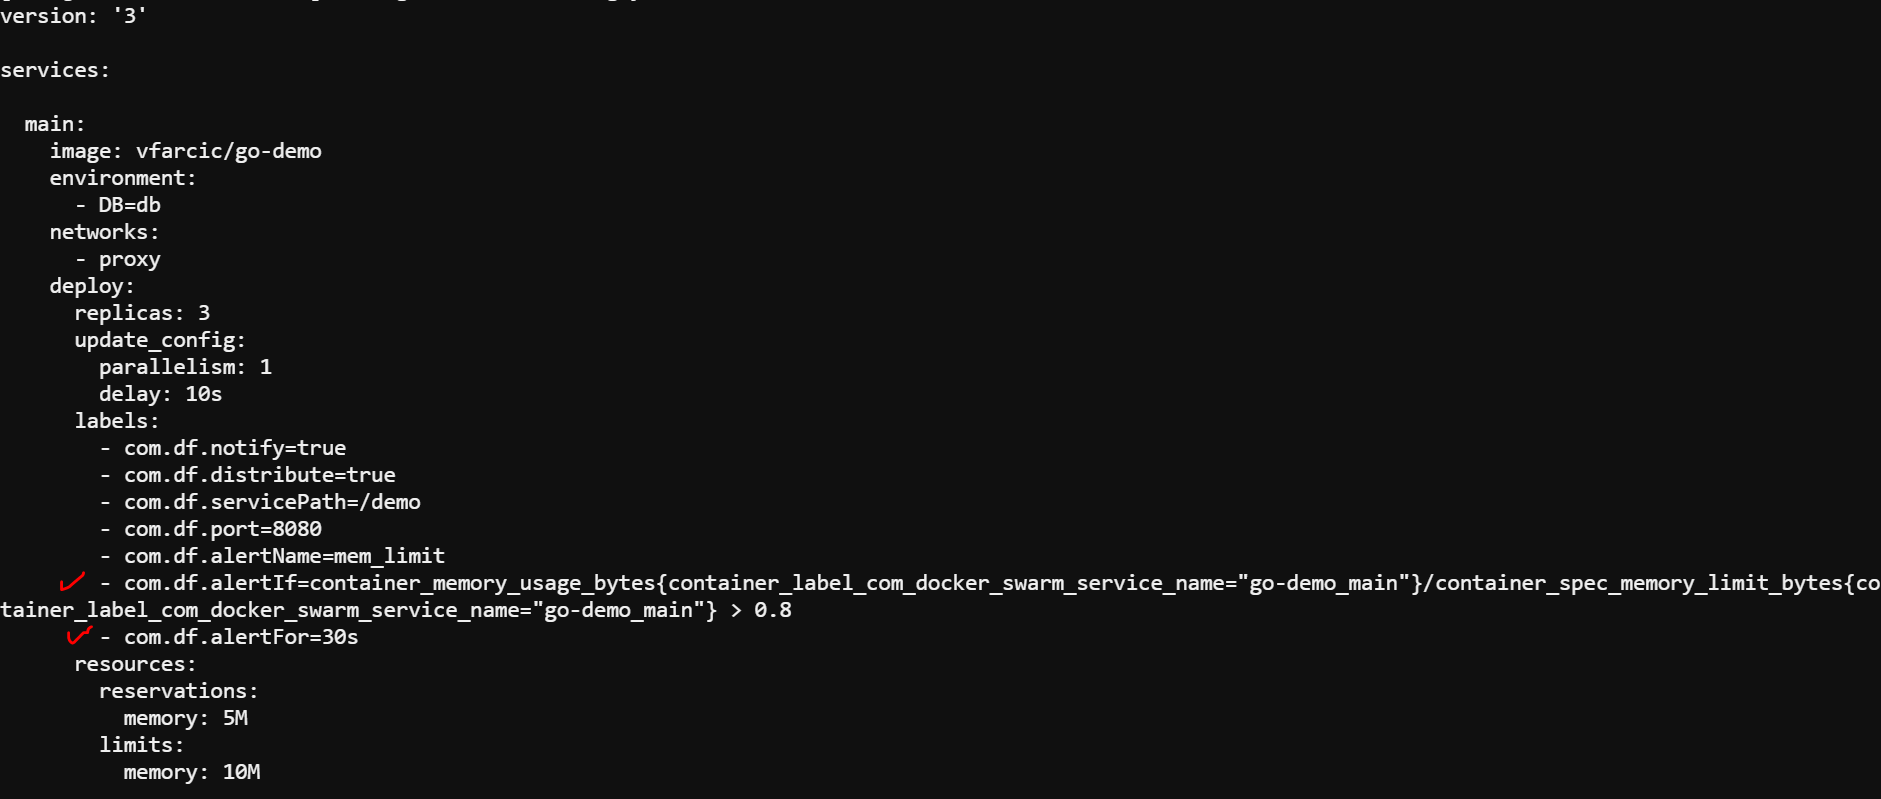 version: '3'
services:
main:
image: vfarcic/go-demo
environment:
- DB=db
networks:
- proxy
deploy:
replicas: 3
update_config:
parallelism: 1
delay: 10s
labels:
- com.df.notify=true
- com.df.distribute=true
- com.df.servicePath=/demo
- com.df.port=8080
- com.df.alertName=mem_limit
- com.df.alertIf=container_memory_usage_bytes{container_label_com_docker_swarm_service_name="go-demo_main"}/container_spec_memory_limit_bytes{co
tainer_label_com_docker_swarm_service_name="go-demo_main"} > 0.8
- com.df.alertFor=30s
resources:
reservations:
memory: 5M
limits:
memory: 10M